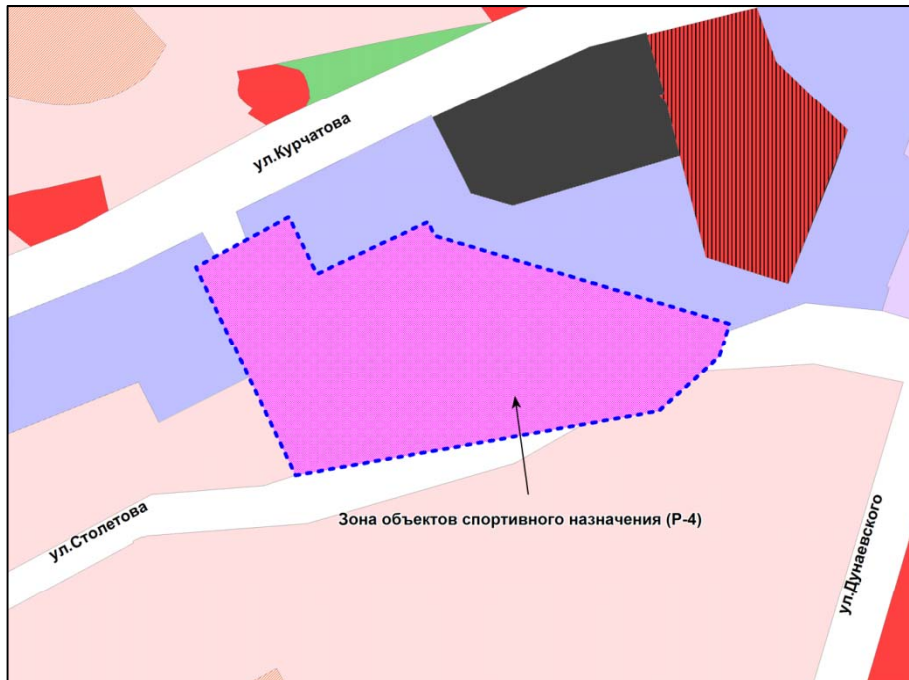 ул.Курчатова
Зона объектов спортивного назначения (Р-4)
ул.Столетова
ул.Дунаевского